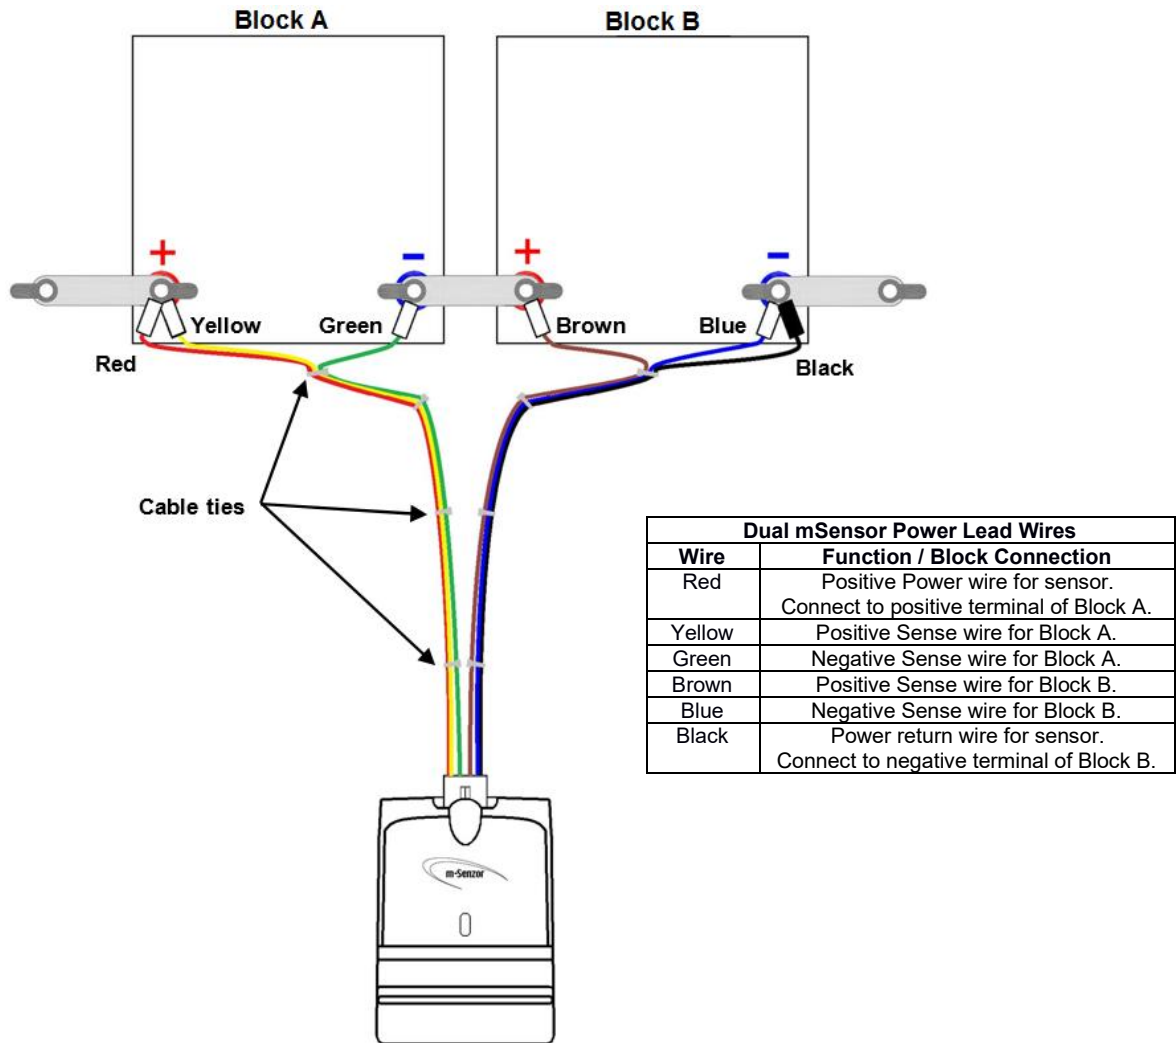 Block A
Block B
+
-
+
-
Yellow
Green
Brown
Blue
Red
Black
Cable ties
Dual mSensor Power Lead Wires
Wire Function / Block Connection
Red Positive Power wire for sensor.
Connect to positive terminal of Block A.
Yellow Positive Sense wire for Block A.
Green Negative Sense wire for Block A.
Brown Positive Sense wire for Block B.
Blue Negative Sense wire for Block B.
Black Power return wire for sensor.
Connect to negative terminal of Block B.
m-Senzor